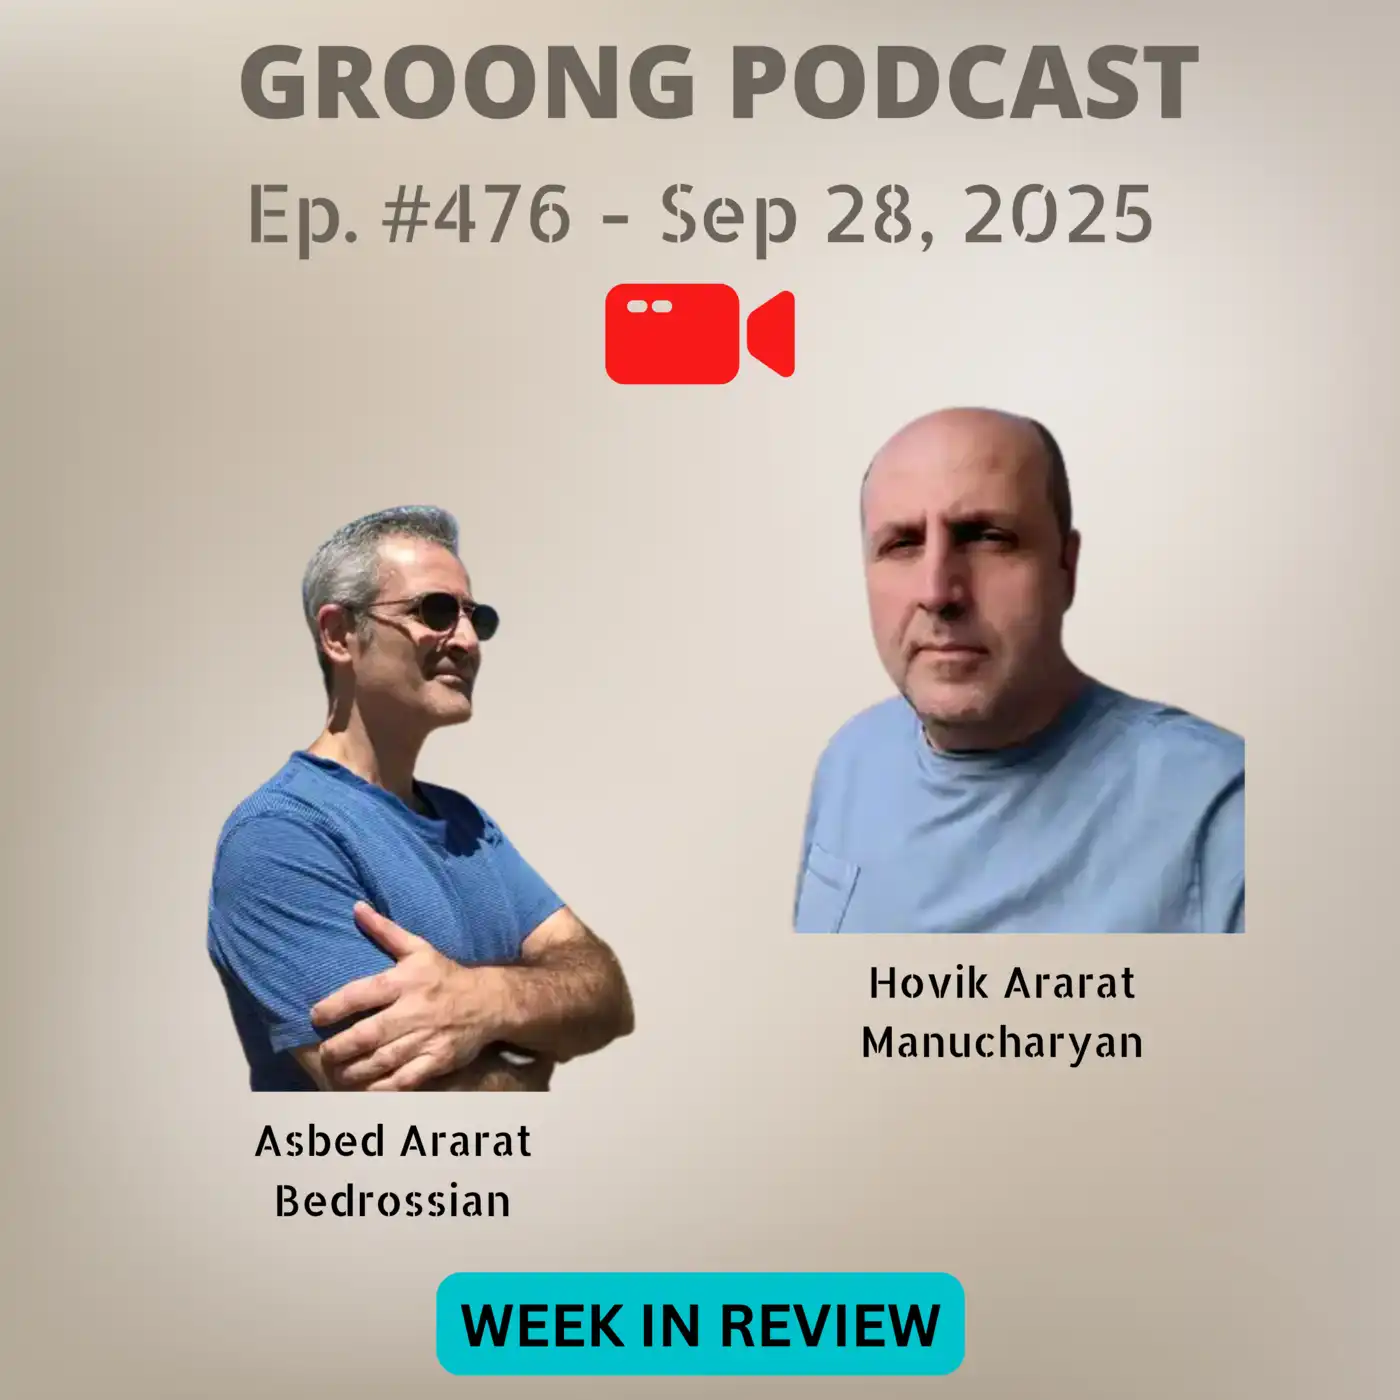 GROONG PODCAST
Ep. #476 - Sep 28, 2025
Hovik Ararat
Manucharyan
Asbed Ararat
Bedrossian
WEEK IN REVIEW